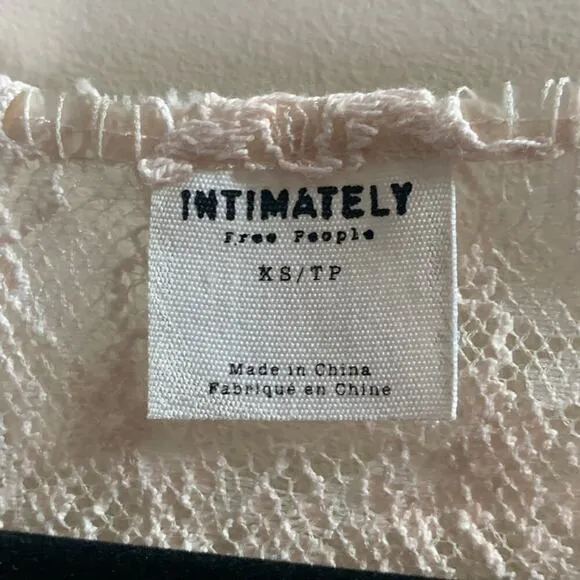 INTIMATELY
Free People
XS/TP
Made in China
Fabriqué en Chine